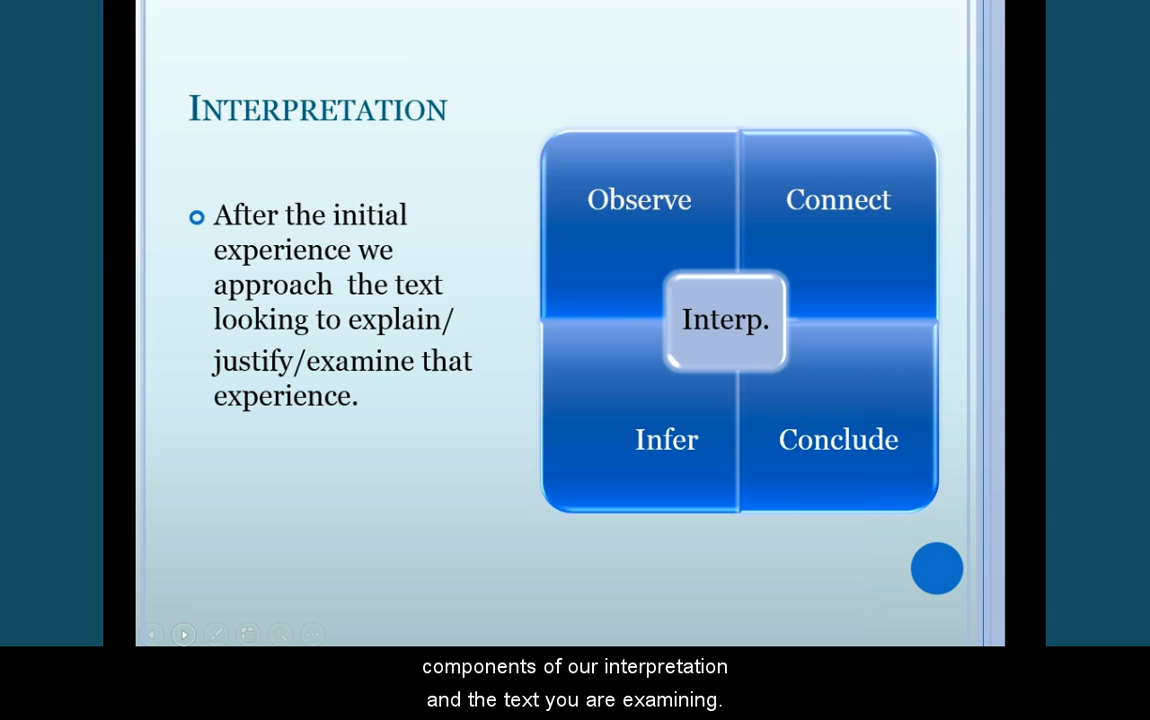 INTERPRETATION
After the initial
experience we
approach the text
looking to explain/
justify/examine that
experience.
Observe
Connect
Interp.
Infer
Conclude
components of our interpretation
and the text you are examining.